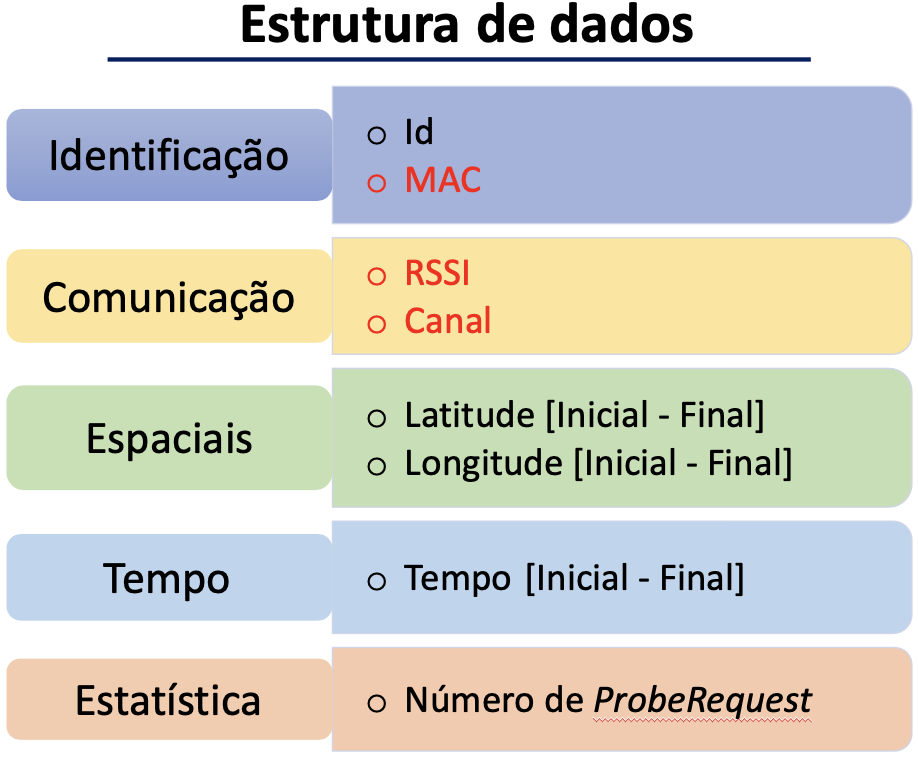 Estrutura de dados
Identificação
Id
MAC
Comunicação
RSSI
Canal
Espaciais
Latitude [Inicial - Final]
Longitude [Inicial - Final]
Tempo
Tempo [Inicial - Final]
Estatística
Número de ProbeRequest